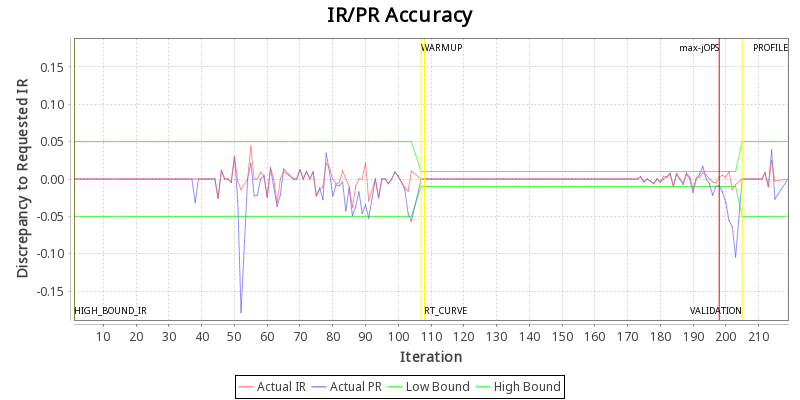 IR/PR Accuracy
WARMUP
max-jOPS
PROFILE
0.15
0.10
0.05
0.00
-0.05
-0.10
-0.15
Discrepancy to Requested IR
HIGH_BOUND_IR
RT_CURVE
VALIDATION
10 20 30 40 50 60 70 80 90 100 110 120 130 140 150 160 170 180 190 200 210
Iteration
Actual IR Actual PR Low Bound High Bound